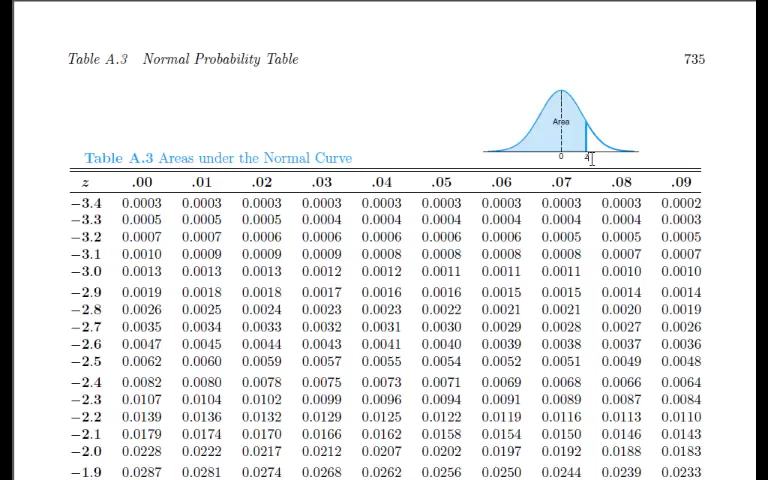 Table A.3 Normal Probability Table 735
Area
0 z
Table A.3 Areas under the Normal Curve
z .00 .01 .02 .03 .04 .05 .06 .07 .08 .09
−3.4 0.0003 0.0003 0.0003 0.0003 0.0003 0.0003 0.0003 0.0003 0.0003 0.0002
−3.3 0.0005 0.0005 0.0005 0.0004 0.0004 0.0004 0.0004 0.0004 0.0004 0.0003
−3.2 0.0007 0.0007 0.0006 0.0006 0.0006 0.0006 0.0006 0.0005 0.0005 0.0005
−3.1 0.0010 0.0009 0.0009 0.0009 0.0008 0.0008 0.0008 0.0008 0.0007 0.0007
−3.0 0.0013 0.0013 0.0013 0.0012 0.0012 0.0011 0.0011 0.0011 0.0010 0.0010
−2.9 0.0019 0.0018 0.0018 0.0017 0.0016 0.0016 0.0015 0.0015 0.0014 0.0014
−2.8 0.0026 0.0025 0.0024 0.0023 0.0023 0.0022 0.0021 0.0021 0.0020 0.0019
−2.7 0.0035 0.0034 0.0033 0.0032 0.0031 0.0030 0.0029 0.0028 0.0027 0.0026
−2.6 0.0047 0.0045 0.0044 0.0043 0.0041 0.0040 0.0039 0.0038 0.0037 0.0036
−2.5 0.0062 0.0060 0.0059 0.0057 0.0055 0.0054 0.0052 0.0051 0.0049 0.0048
−2.4 0.0082 0.0080 0.0078 0.0075 0.0073 0.0071 0.0069 0.0068 0.0066 0.0064
−2.3 0.0107 0.0104 0.0102 0.0099 0.0096 0.0094 0.0091 0.0089 0.0087 0.0084
−2.2 0.0139 0.0136 0.0132 0.0129 0.0125 0.0122 0.0119 0.0116 0.0113 0.0110
−2.1 0.0179 0.0174 0.0170 0.0166 0.0162 0.0158 0.0154 0.0150 0.0146 0.0143
−2.0 0.0228 0.0222 0.0217 0.0212 0.0207 0.0202 0.0197 0.0192 0.0188 0.0183
−1.9 0.0287 0.0281 0.0274 0.0268 0.0262 0.0256 0.0250 0.0244 0.0239 0.0233